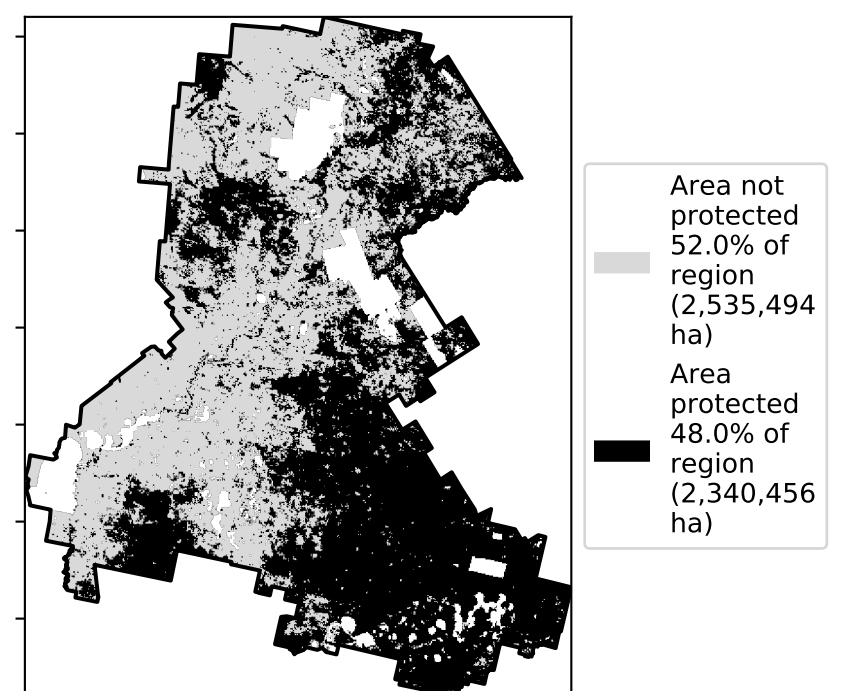 Area not
protected
52.0% of
region
(2,535,494
ha)
Area
protected
48.0% of
region
(2,340,456
ha)